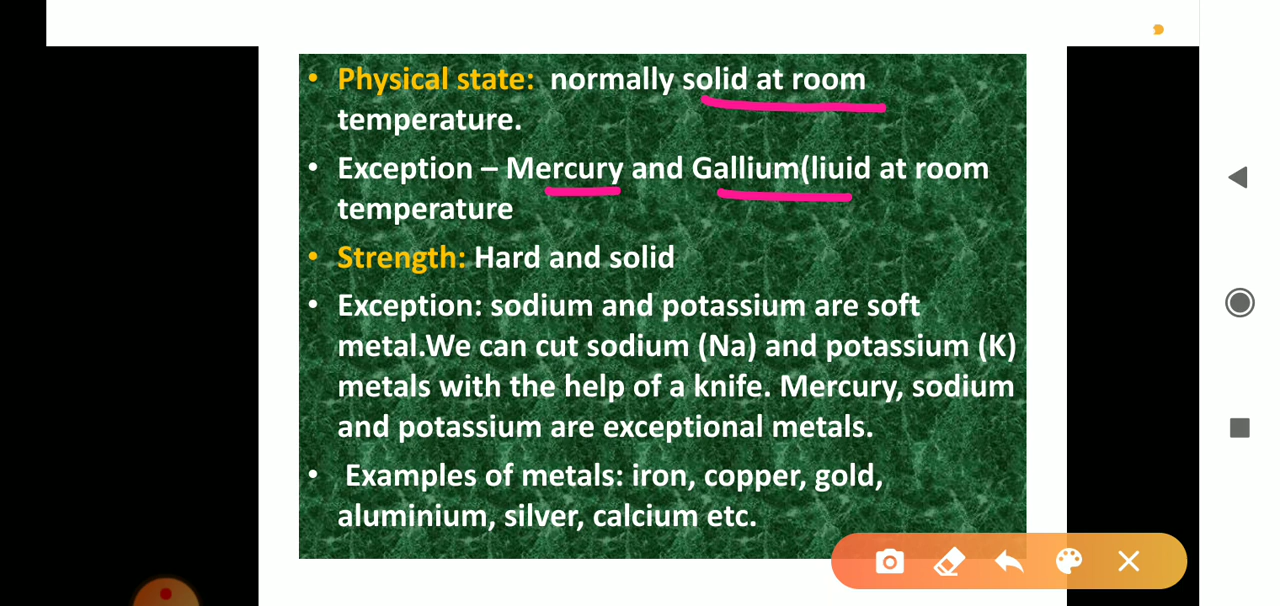 • Physical state: normally solid at room
temperature.
• Exception – Mercury and Gallium(liuid at room
temperature
• Strength: Hard and solid
• Exception: sodium and potassium are soft
metal.We can cut sodium (Na) and potassium (K)
metals with the help of a knife. Mercury, sodium
and potassium are exceptional metals.
• Examples of metals: iron, copper, gold,
aluminium, silver, calcium etc.